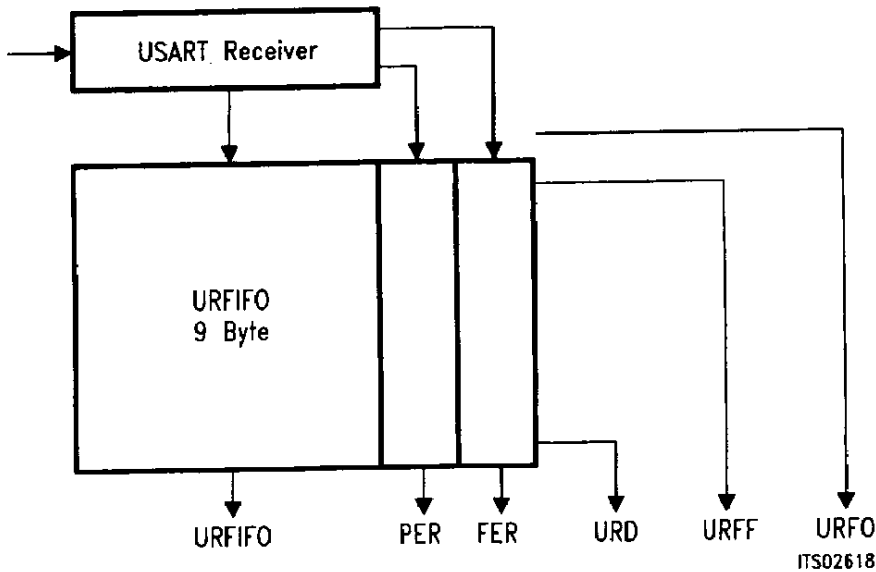 USART Receiver
URFIFO
9 Byte
URFIFO PER FER URD URFF URFO
ITS02618